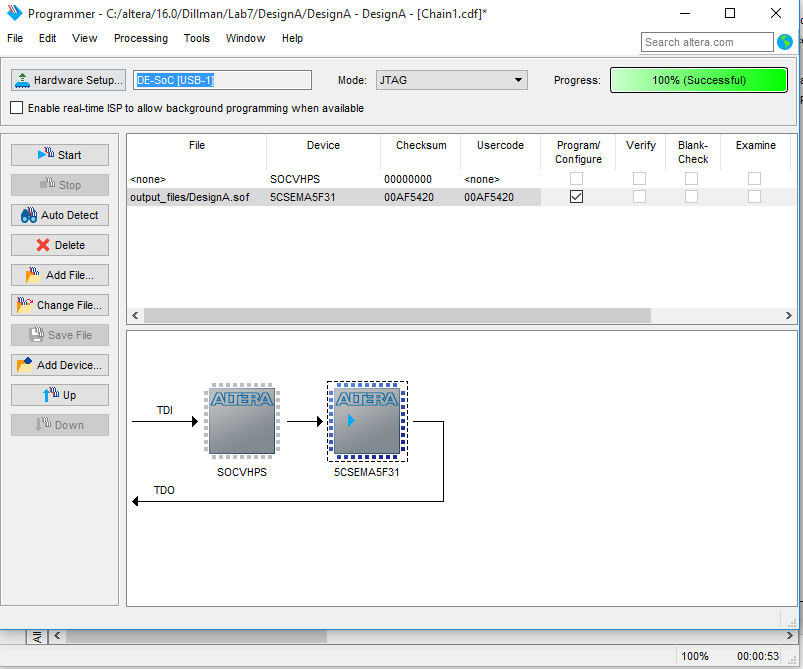 Programmer - C:/altera/16.0/Dillman/Lab7/DesignA/DesignA - DesignA - [Chain1.cdf]*
File Edit View Processing Tools Window Help
Search altera.com
Hardware Setup... DE-SoC [USB-1] Mode: JTAG Progress: 100% (Successful)
Enable real-time ISP to allow background programming when available
Start
Stop
Auto Detect
Delete
Add File...
Change File...
Save File
Add Device...
Up
Down
File Device Checksum Usercode Program/ Verify Blank- Examine
Configure Check
<none> SOCVHPS 00000000 <none>
output_files/DesignA.sof 5CSEMA5F31 00AF5420 00AF5420
TDI
ALTERA ALTERA
SOCVHPS 5CSEMA5F31
TDO
All
100% 00:00:53